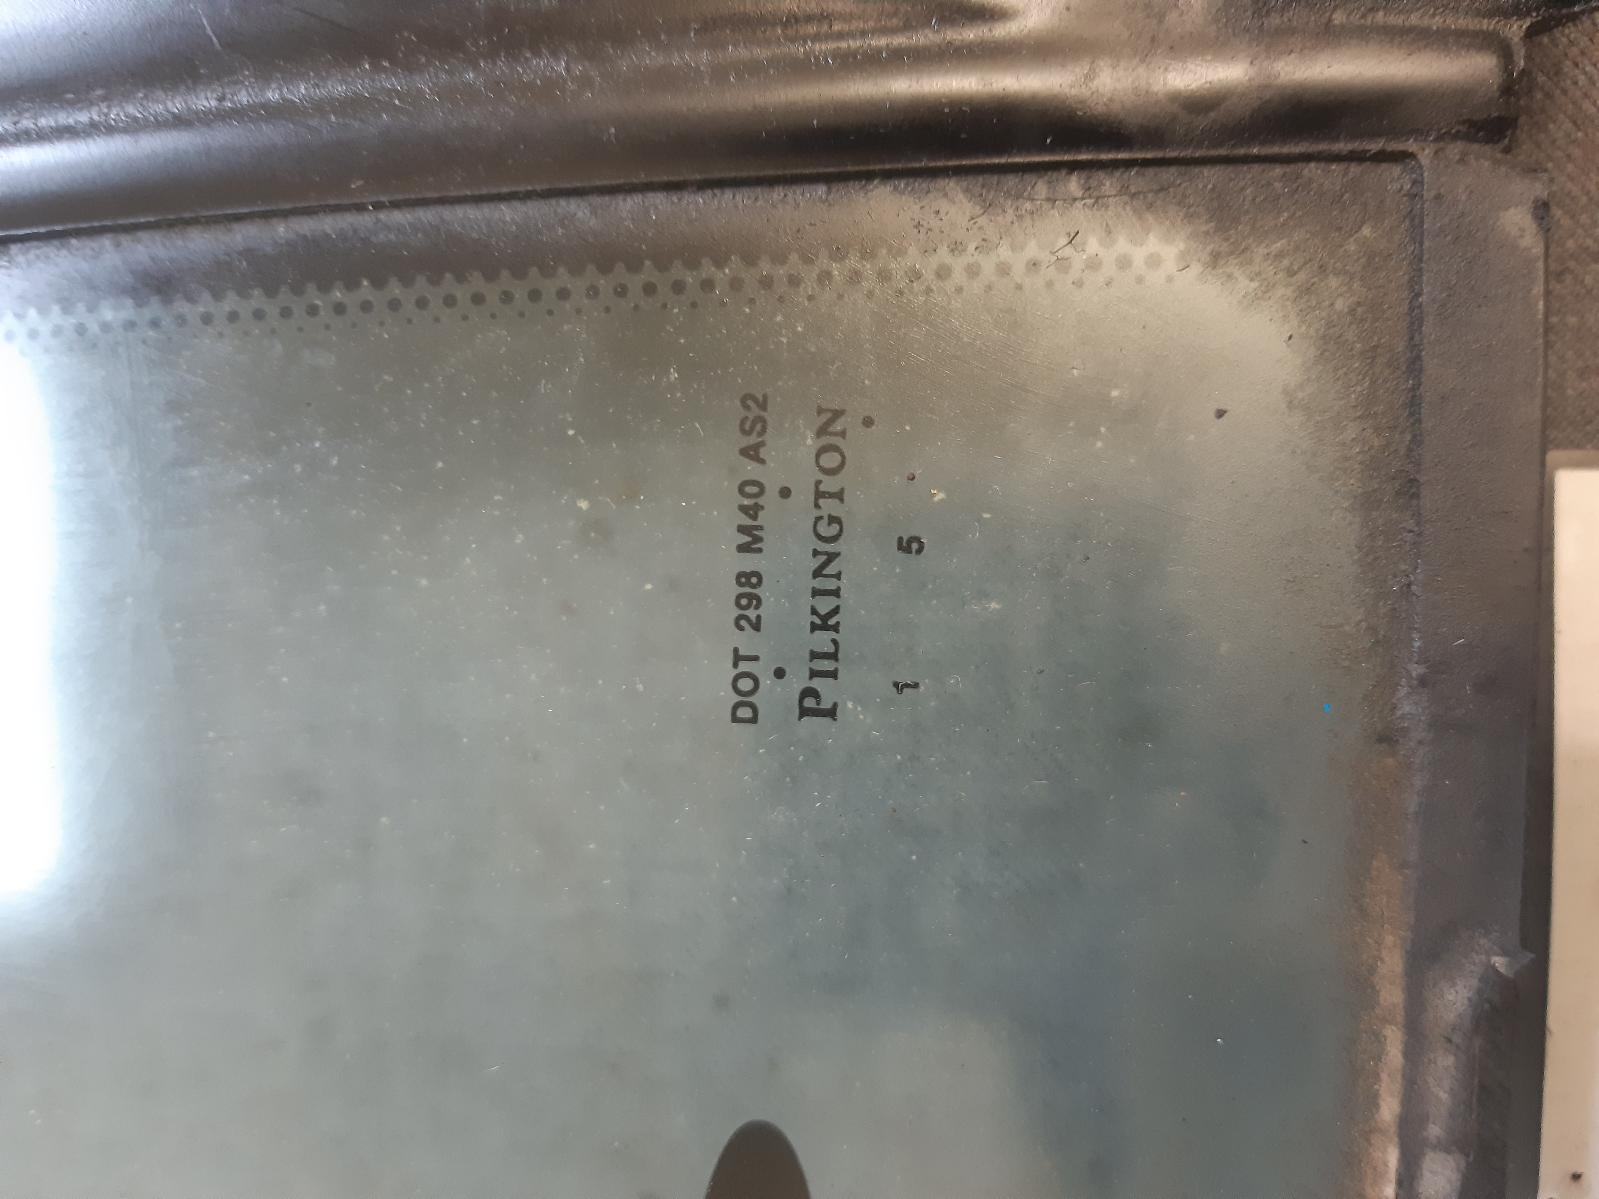 DOT 298 M40 AS2
PILKINGTON
1 5